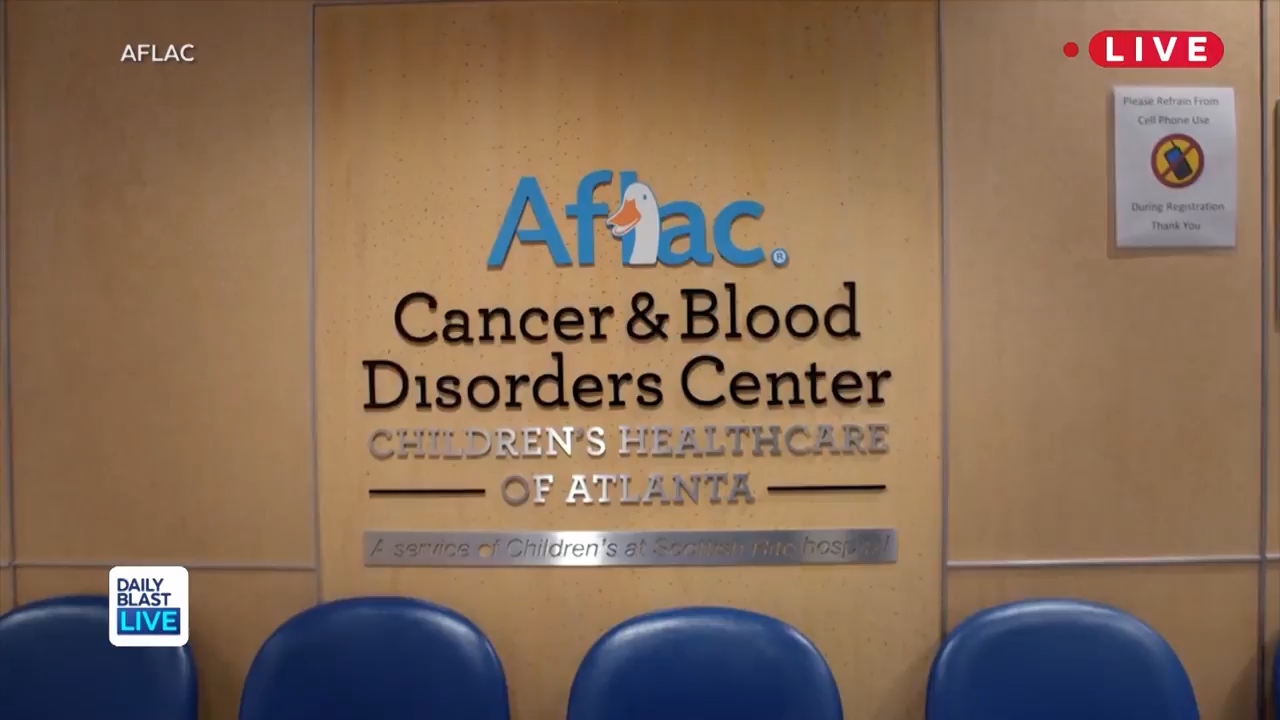 AFLAC
LIVE
Please Refrain From
Cell Phone Use
During Registration
Thank You
Aflac®
Cancer & Blood
Disorders Center
CHILDREN'S HEALTHCARE
OF ATLANTA
A service of Children's at Scottish Rite hospital
DAILY
BLAST
LIVE